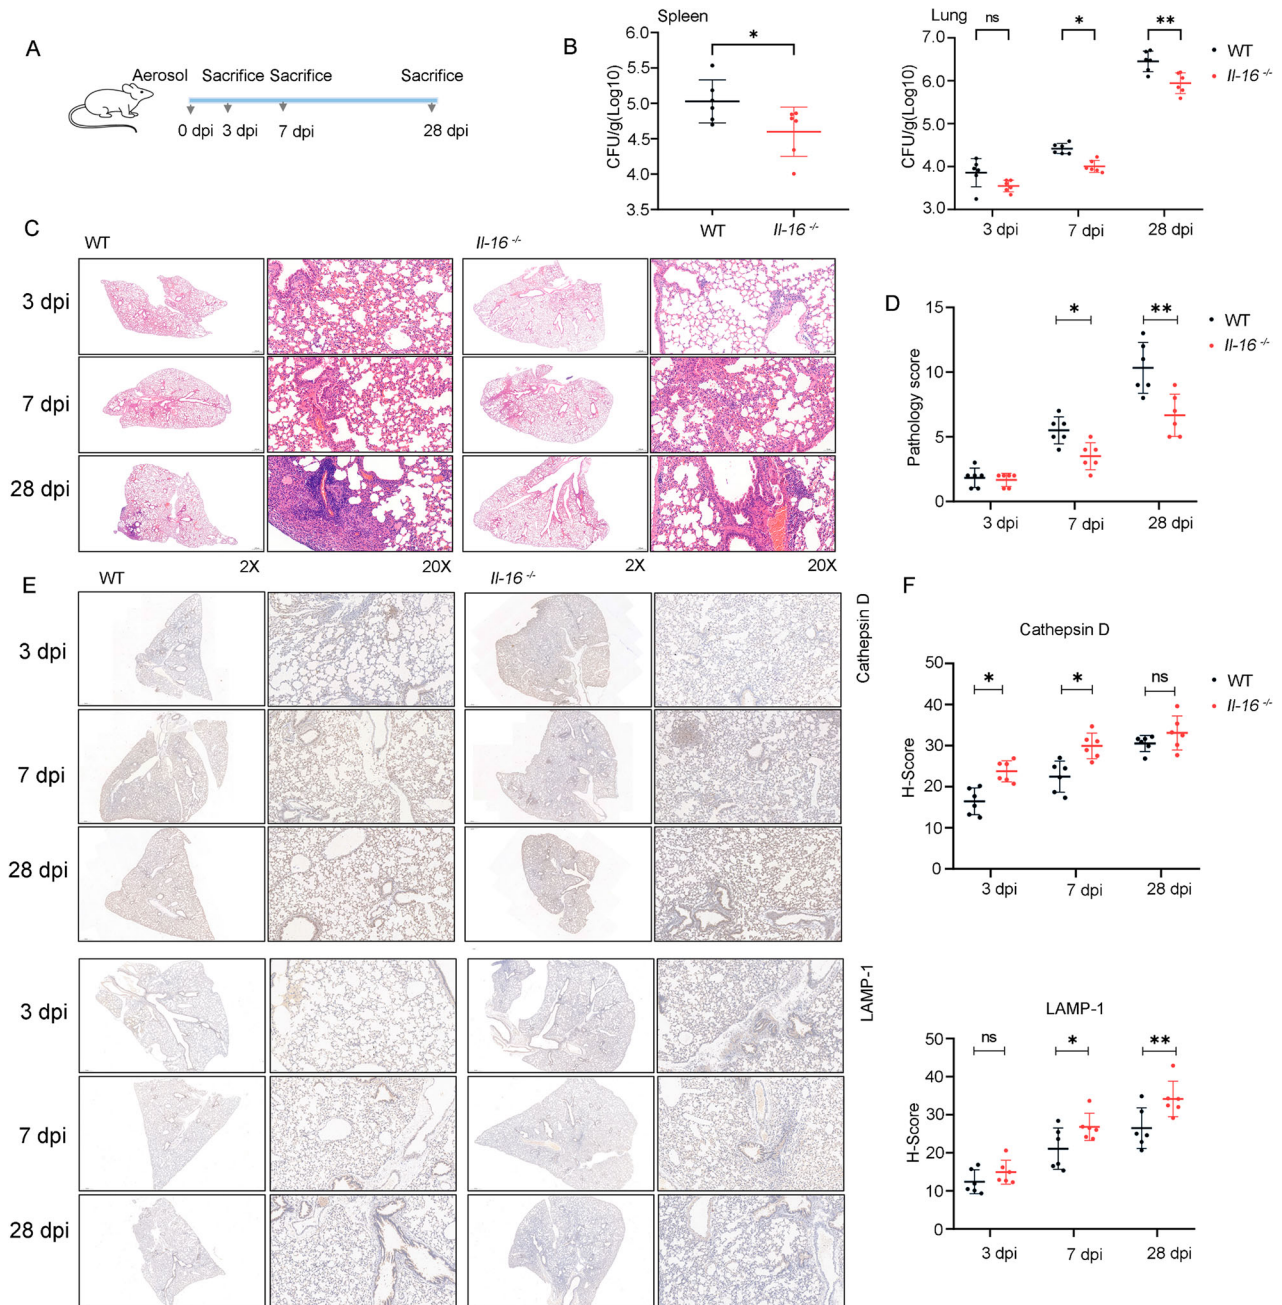 A
Aerosol Sacrifice Sacrifice Sacrifice
0 dpi 3 dpi 7 dpi 28 dpi
B
Spleen
*
CFU/g(Log10)
6.0
5.5
5.0
4.5
4.0
3.5
WT Il-16 -/-
Lung
ns * **
WT
Il-16 -/-
CFU/g(Log10)
7.0
6.0
5.0
4.0
3.0
3 dpi 7 dpi 28 dpi
C
WT Il-16 -/-
3 dpi
7 dpi
28 dpi
2X 20X 2X 20X
D
* **
WT
Il-16 -/-
Pathology score
15
10
5
0
3 dpi 7 dpi 28 dpi
E
WT Il-16 -/-
Cathepsin D
3 dpi
7 dpi
28 dpi
LAMP-1
3 dpi
7 dpi
28 dpi
F
Cathepsin D
* * ns
WT
Il-16 -/-
H-Score
50
40
30
20
10
0
3 dpi 7 dpi 28 dpi
LAMP-1
ns * **
H-Score
50
40
30
20
10
0
3 dpi 7 dpi 28 dpi